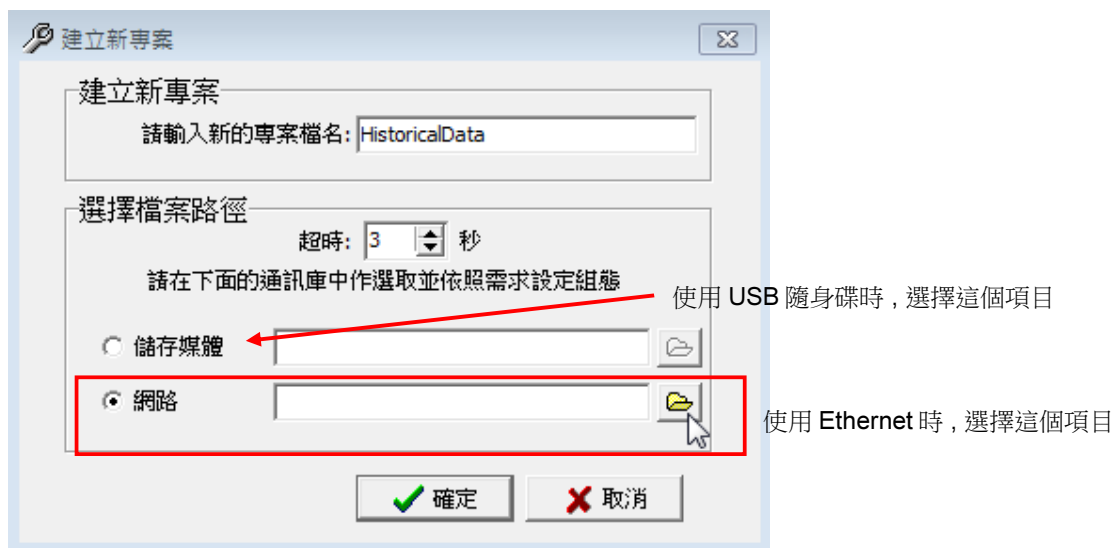 建立新專案
建立新專案
請輸入新的專案檔名: HistoricalData
選擇檔案路徑
超時: 3 秒
請在下面的通訊庫中作選取並依照需求設定組態
使用 USB 隨身碟時 , 選擇這個項目
儲存媒體
網路
使用 Ethernet 時 , 選擇這個項目
確定 取消